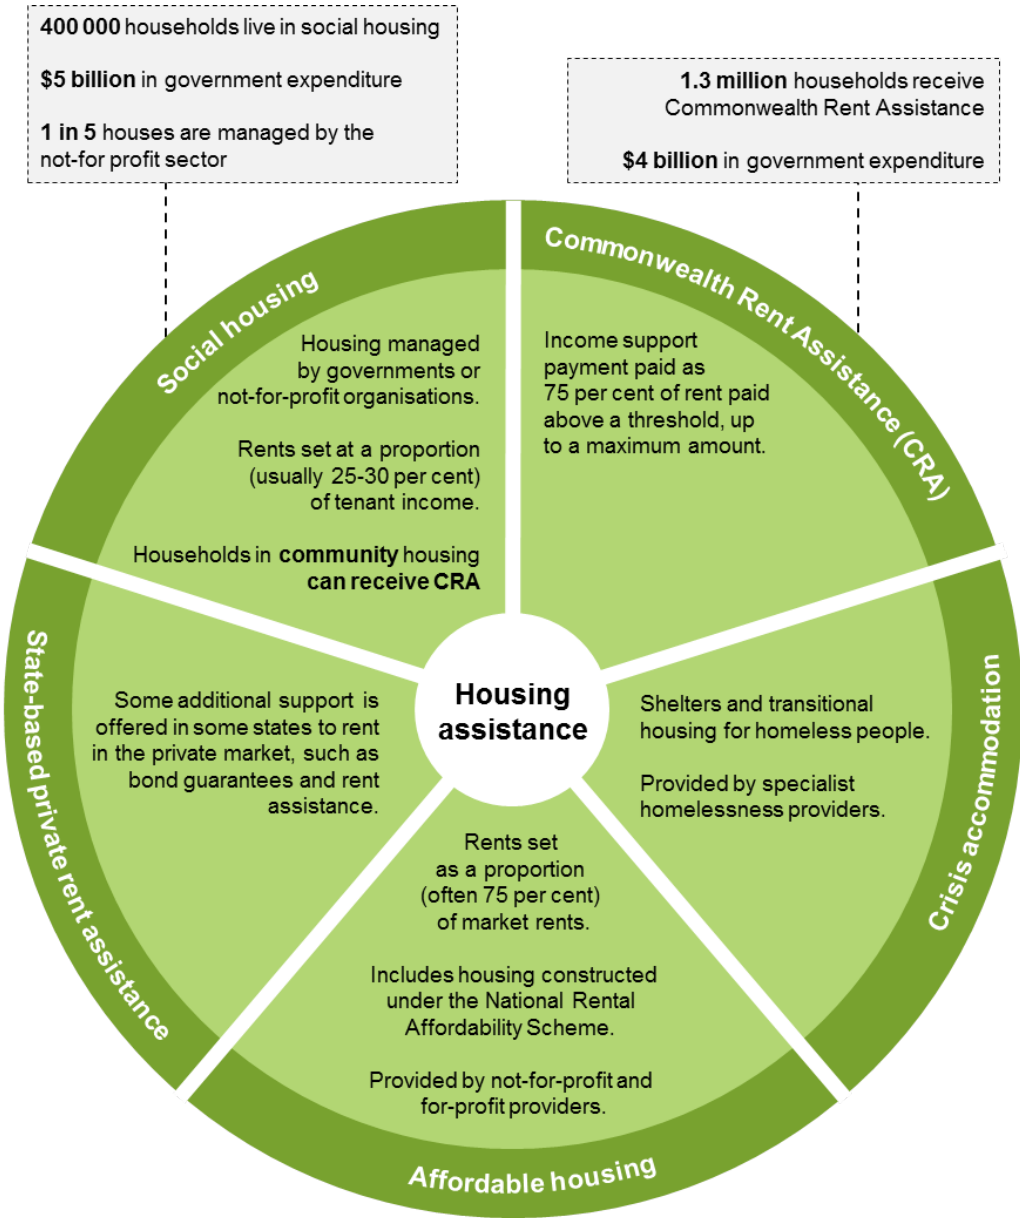 400 000 households live in social housing
$5 billion in government expenditure
1 in 5 houses are managed by the
not-for profit sector
1.3 million households receive
Commonwealth Rent Assistance
$4 billion in government expenditure
Social housing
Housing managed
by governments or
not-for-profit organisations.
Rents set at a proportion
(usually 25-30 per cent)
of tenant income.
Households in community housing
can receive CRA
Commonwealth Rent Assistance (CRA)
Income support
payment paid as
75 per cent of rent paid
above a threshold, up
to a maximum amount.
Housing
assistance
State-based private rent assistance
Some additional support is
offered in some states to rent
in the private market, such as
bond guarantees and rent
assistance.
Crisis accommodation
Shelters and transitional
housing for homeless people.
Provided by specialist
homelessness providers.
Rents set
as a proportion
(often 75 per cent)
of market rents.
Includes housing constructed
under the National Rental
Affordability Scheme.
Provided by not-for-profit and
for-profit providers.
Affordable housing